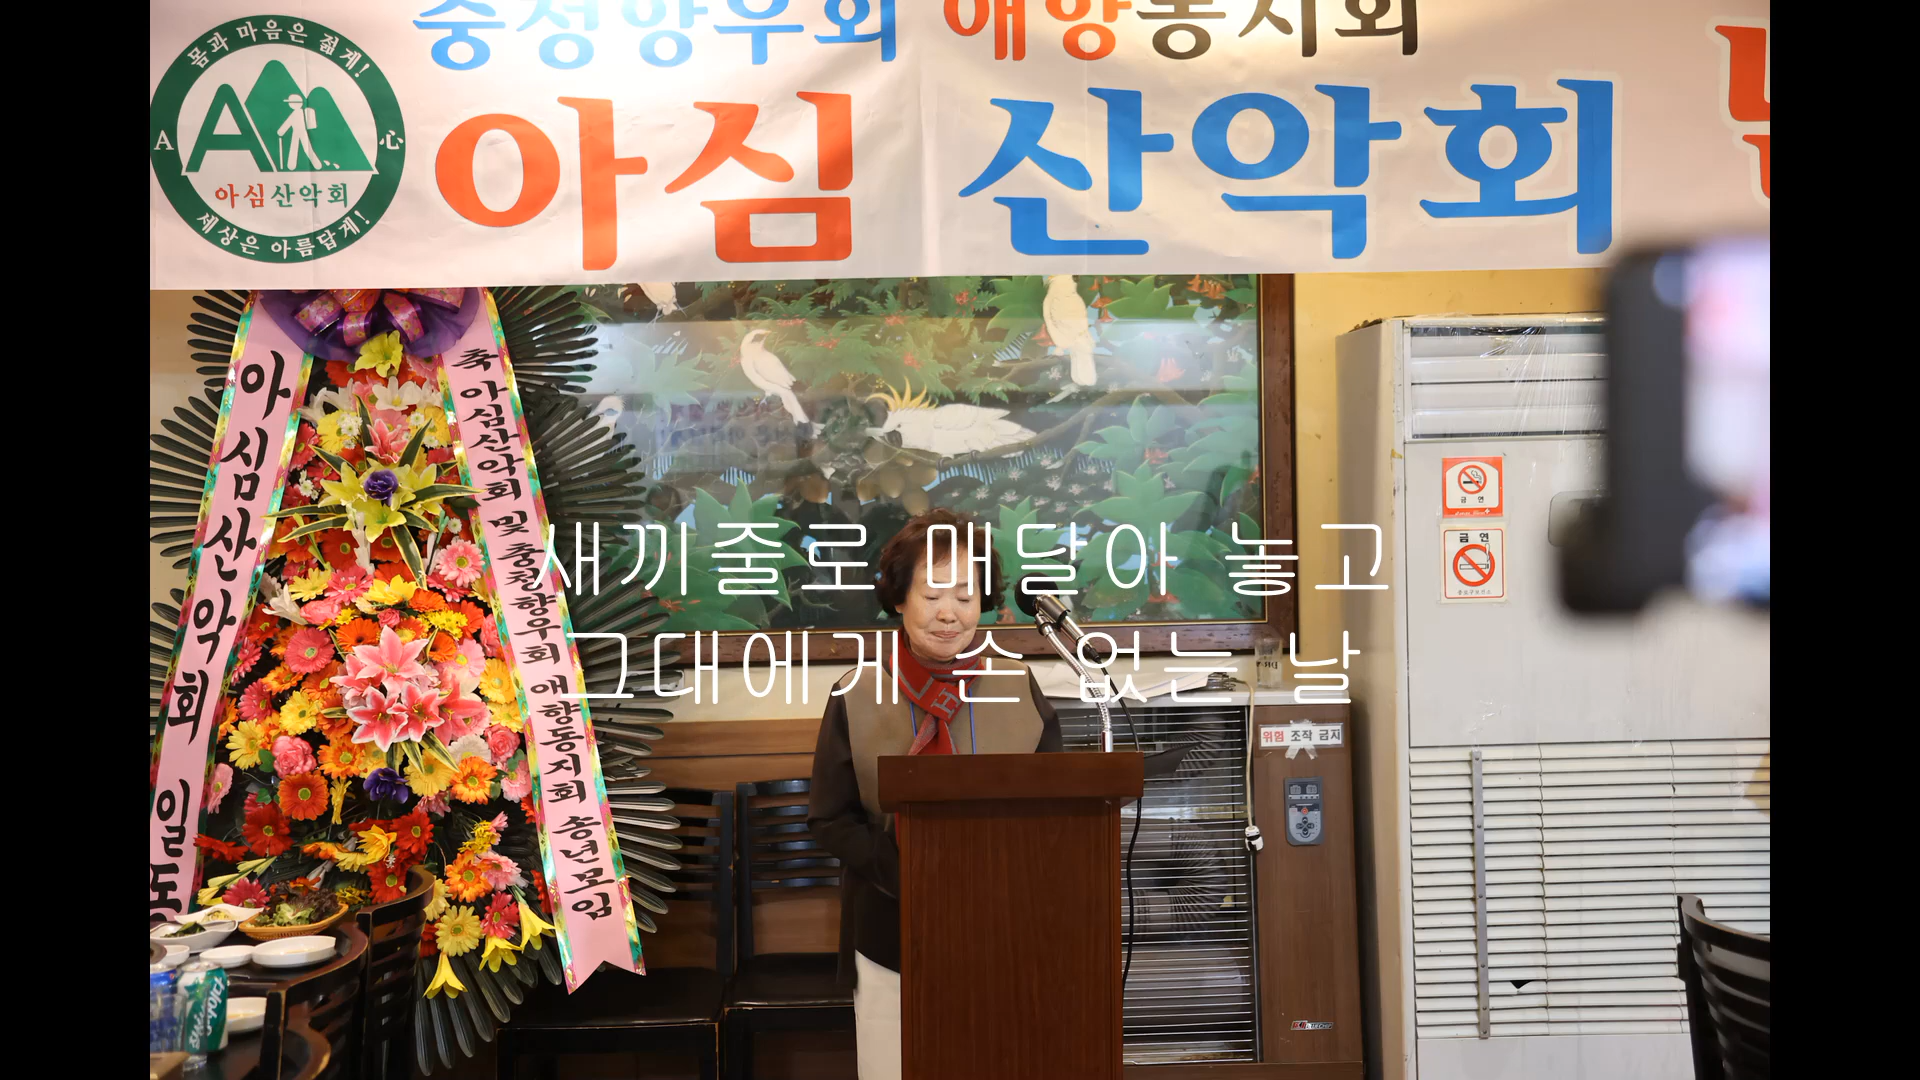 충청향우회 애향동지회
아심 산악회
몸과 마음은 젊게!
A 心
아심산악회
세상은 아름답게!
아심산악회 일동
축 아심산악회 및 충청향우회 애향동지회 송년모임
새끼줄로 매달아 놓고
그대에게 손 없는 날
금 연
금 연
위험 조작 금지